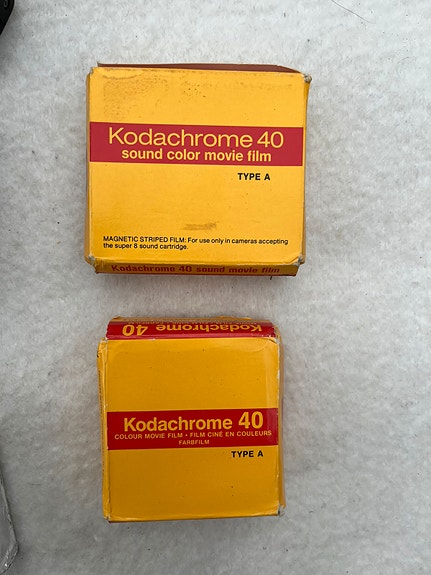 Kodachrome 40
sound color movie film
TYPE A
MAGNETIC STRIPED FILM: For use only in cameras accepting
the super 8 sound cartridge.
Kodachrome 40 sound movie film
Kodachrome 40
Kodachrome 40
COLOUR MOVIE FILM • FILM CINÉ EN COULEURS
FARBFILM
TYPE A